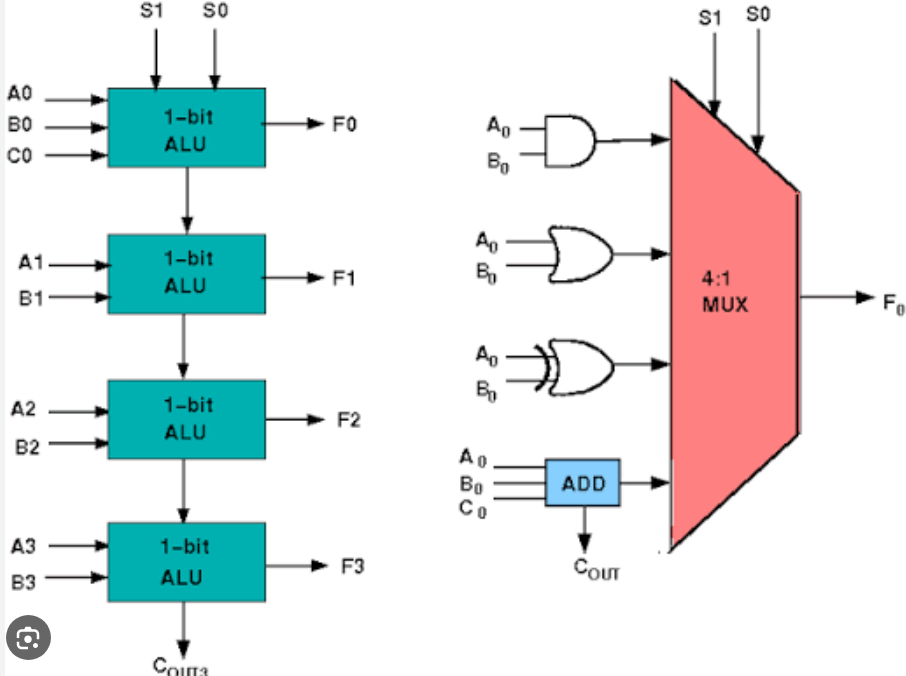 S1 S0
A0
B0
C0
1-bit
ALU
F0
A1
B1
1-bit
ALU
F1
A2
B2
1-bit
ALU
F2
A3
B3
1-bit
ALU
F3
COUT3
S1 S0
A0
B0
A0
B0
A0
B0
A0
B0
C0
ADD
COUT
4:1
MUX
F0